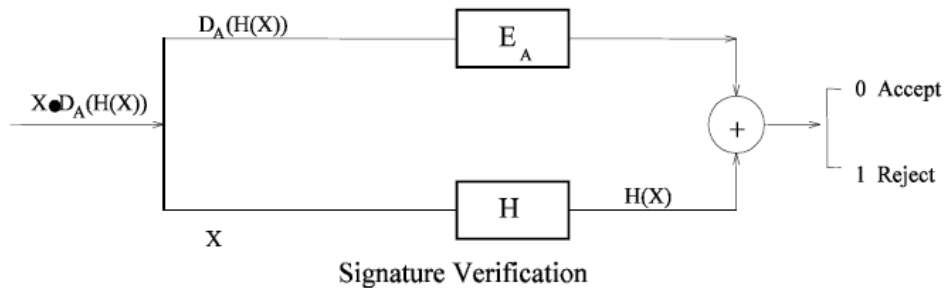 D_A(H(X))
E_A
X●D_A(H(X))
0 Accept
+
1 Reject
H
H(X)
X
Signature Verification